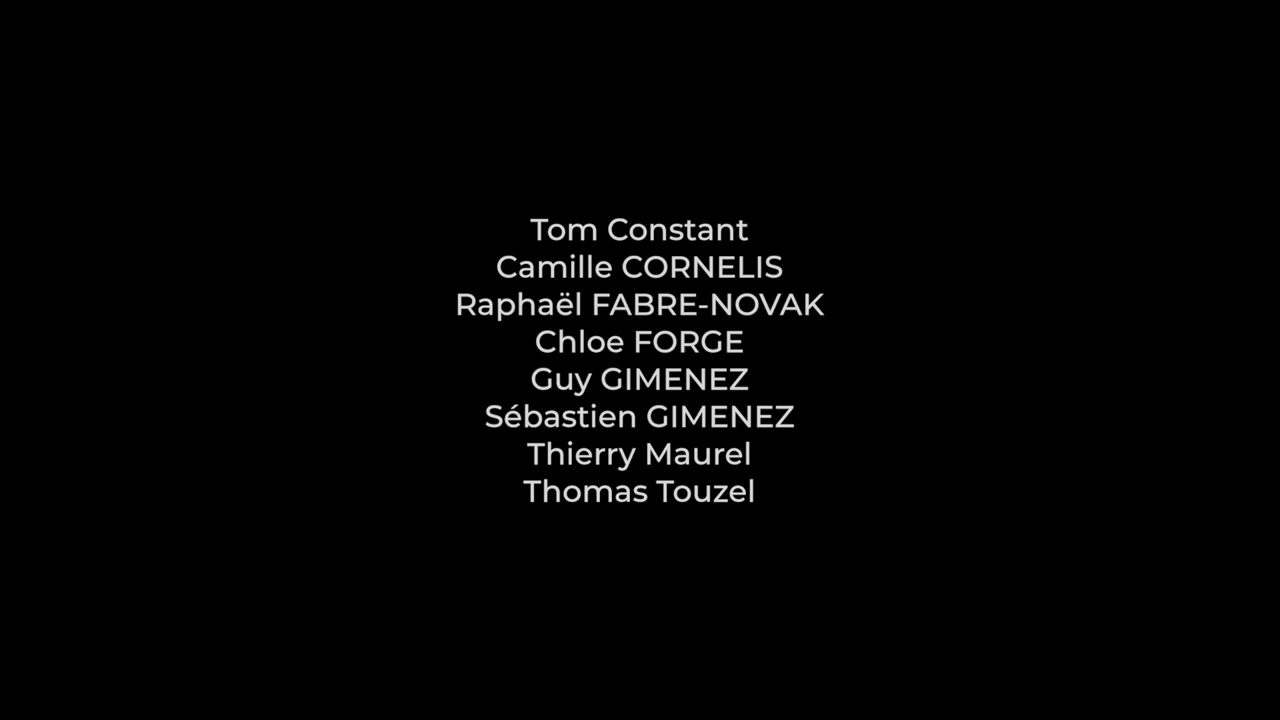 Tom Constant
Camille CORNELIS
Raphaël FABRE-NOVAK
Chloe FORGE
Guy GIMENEZ
Sébastien GIMENEZ
Thierry Maurel
Thomas Touzel